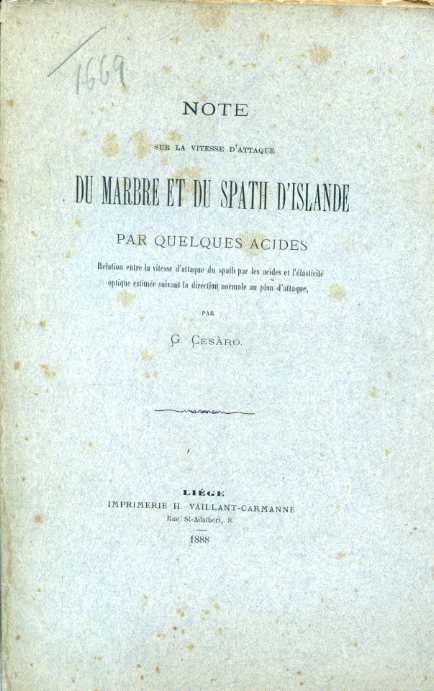 1669
NOTE
SUR LA VITESSE D'ATTAQUE
DU MARBRE ET DU SPATH D'ISLANDE
PAR QUELQUES ACIDES
Relation entre la vitesse d'attaque du spath par les acides et l'élasticité
optique estimée suivant la direction normale au plan d'attaque,
PAR
G. CESÀRO.
LIÉGE
IMPRIMERIE H. VAILLANT-CARMANNE
Rue St-Adalbert, 8.
1888